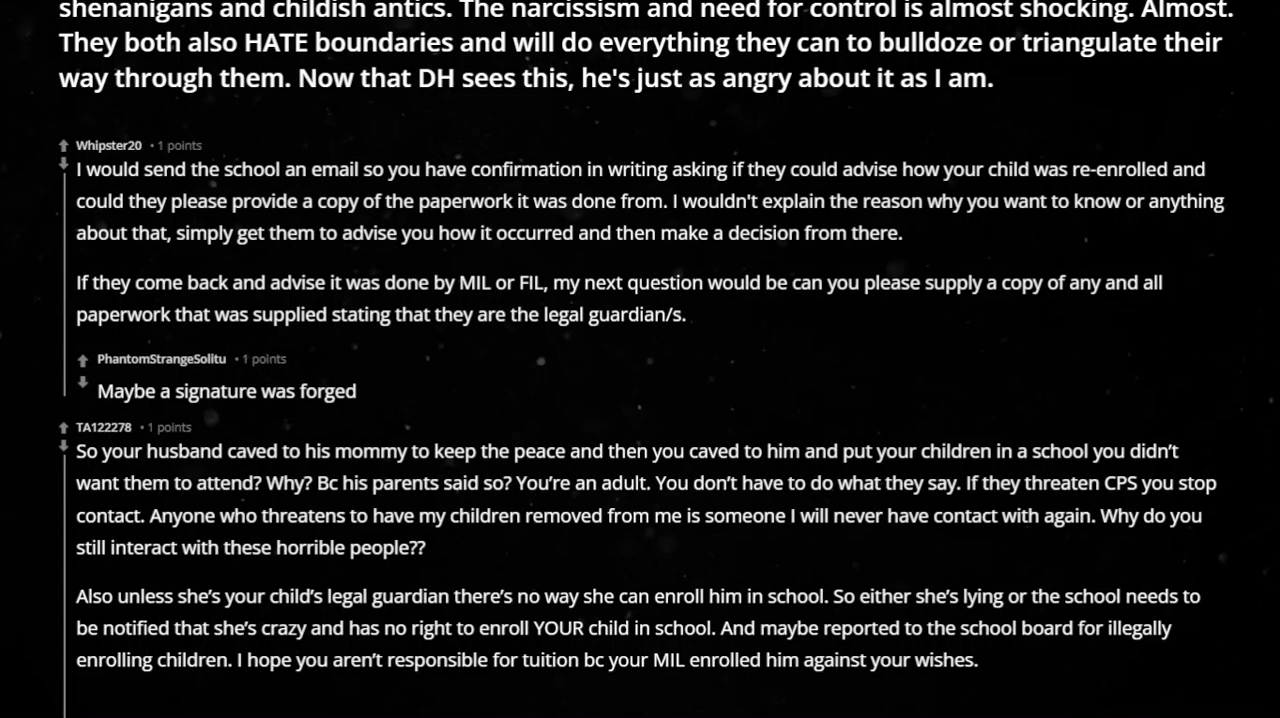 shenanigans and childish antics. The narcissism and need for control is almost shocking. Almost.
They both also HATE boundaries and will do everything they can to bulldoze or triangulate their
way through them. Now that DH sees this, he's just as angry about it as I am.
Whipster20 • 1 points
I would send the school an email so you have confirmation in writing asking if they could advise how your child was re-enrolled and
could they please provide a copy of the paperwork it was done from. I wouldn't explain the reason why you want to know or anything
about that, simply get them to advise you how it occurred and then make a decision from there.
If they come back and advise it was done by MIL or FIL, my next question would be can you please supply a copy of any and all
paperwork that was supplied stating that they are the legal guardian/s.
PhantomStrangeSolitu • 1 points
Maybe a signature was forged
TA122278 • 1 points
So your husband caved to his mommy to keep the peace and then you caved to him and put your children in a school you didn’t
want them to attend? Why? Bc his parents said so? You’re an adult. You don’t have to do what they say. If they threaten CPS you stop
contact. Anyone who threatens to have my children removed from me is someone I will never have contact with again. Why do you
still interact with these horrible people??
Also unless she’s your child’s legal guardian there’s no way she can enroll him in school. So either she’s lying or the school needs to
be notified that she’s crazy and has no right to enroll YOUR child in school. And maybe reported to the school board for illegally
enrolling children. I hope you aren’t responsible for tuition bc your MIL enrolled him against your wishes.